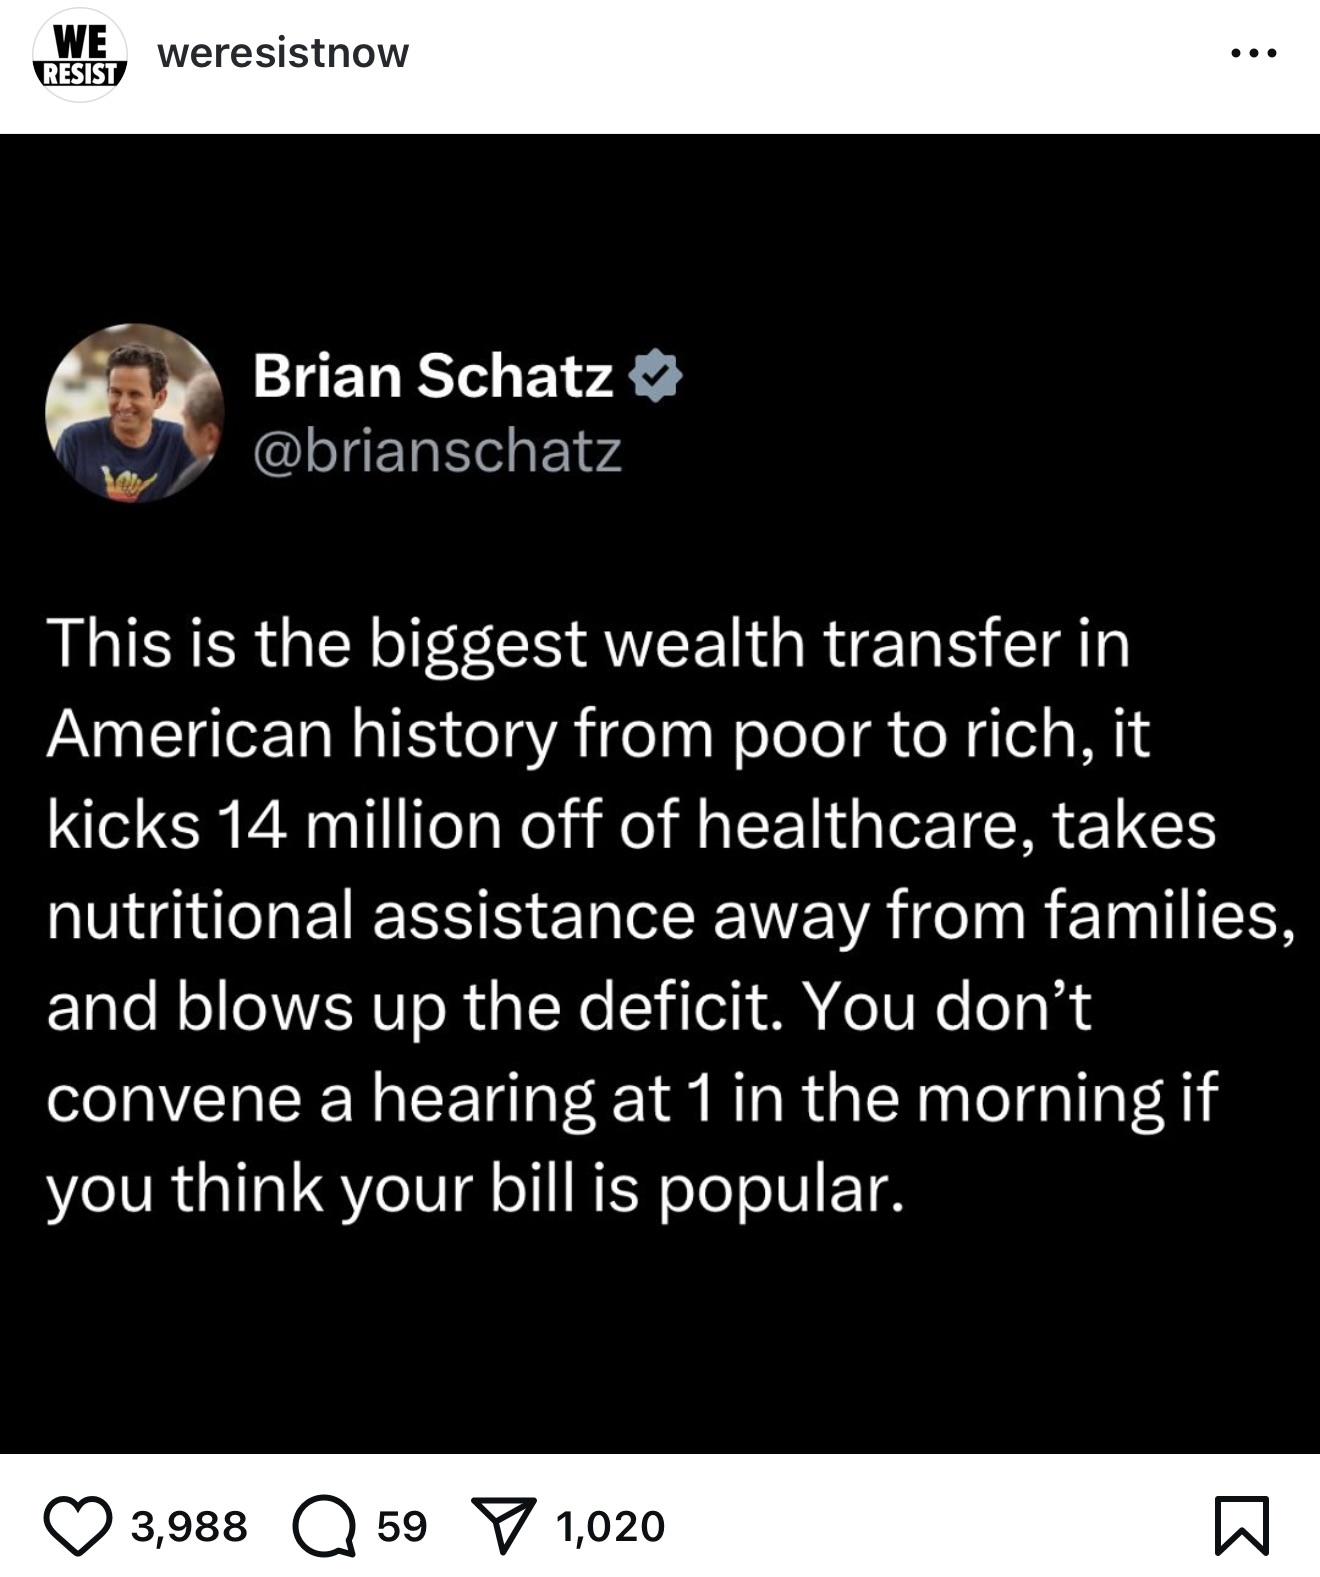 WE
RESIST
weresistnow
Brian Schatz
@brianschatz
This is the biggest wealth transfer in
American history from poor to rich, it
kicks 14 million off of healthcare, takes
nutritional assistance away from families,
and blows up the deficit. You don’t
convene a hearing at 1 in the morning if
you think your bill is popular.
3,988 59 1,020